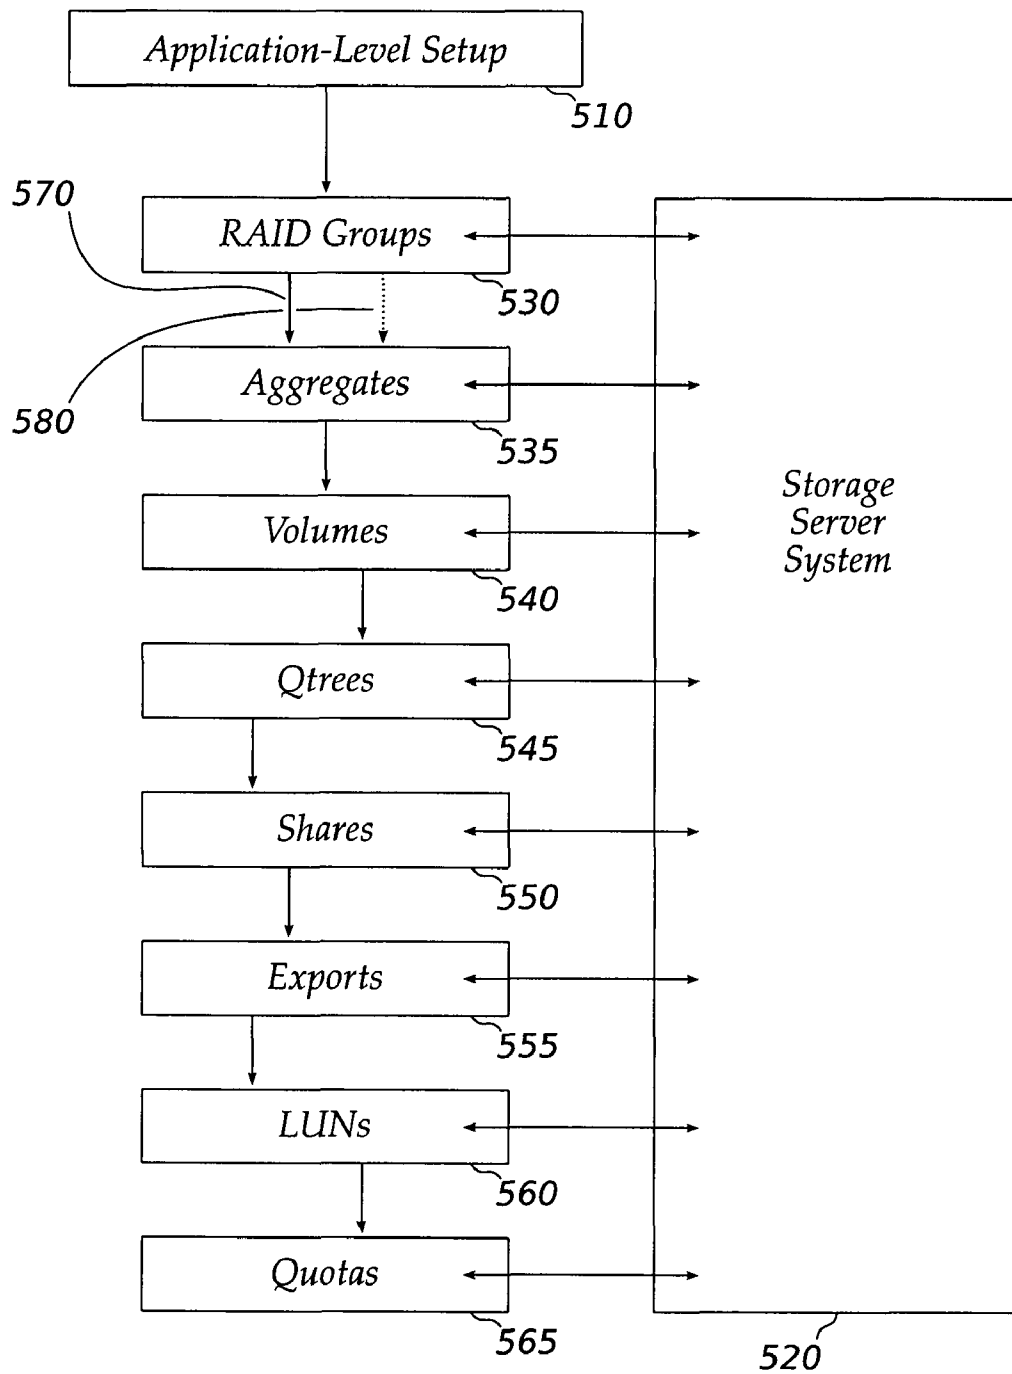 Application-Level Setup
510
570
RAID Groups
530
580
Aggregates
535
Storage
Server
System
Volumes
540
Qtrees
545
Shares
550
Exports
555
LUNs
560
Quotas
565
520